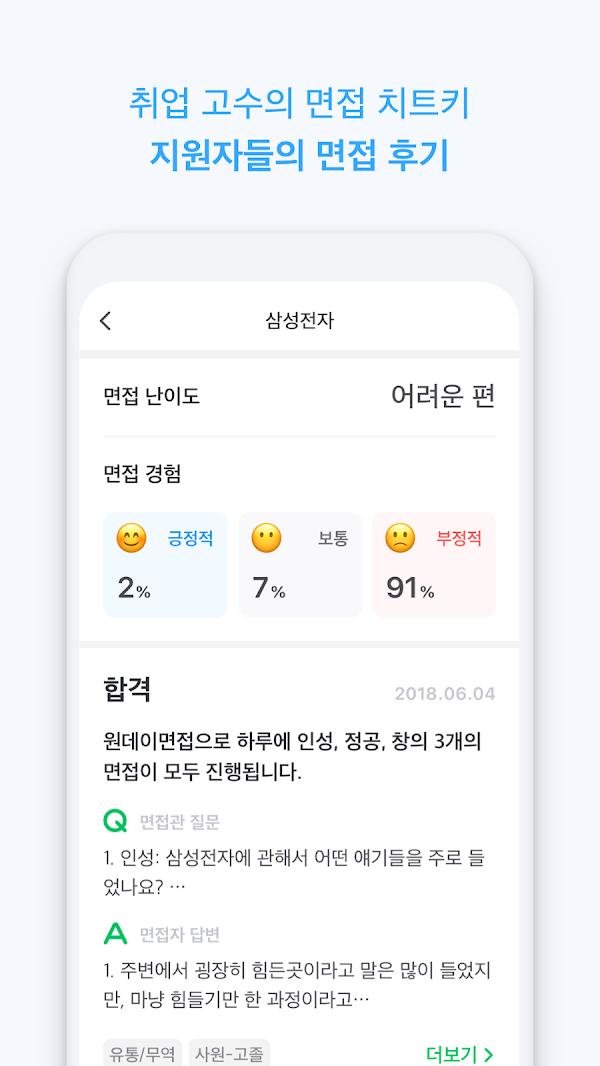 취업 고수의 면접 치트키
지원자들의 면접 후기
삼성전자
면접 난이도 어려운 편
면접 경험
긍정적 보통 부정적
2% 7% 91%
합격 2018.06.04
원데이면접으로 하루에 인성, 정공, 창의 3개의
면접이 모두 진행됩니다.
Q 면접관 질문
1. 인성: 삼성전자에 관해서 어떤 얘기들을 주로 들
었나요? …
A 면접자 답변
1. 주변에서 굉장히 힘든곳이라고 말은 많이 들었지
만, 마냥 힘들기만 한 과정이라고…
유통/무역 사원-고졸 더보기